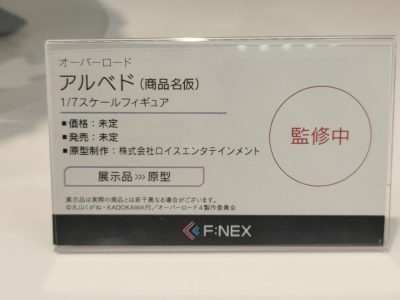 オーバーロード
アルベド(商品名仮)
1/7スケールフィギュア
■価格：未定
■発売：未定
■原型制作：株式会社ロイスエンタテインメント
監修中
展示品>>>原型
展示品は実際の商品とは若干異なる場合がございます。
©丸山くがね・KADOKAWA刊／オーバーロード4製作委員会
F:NEX